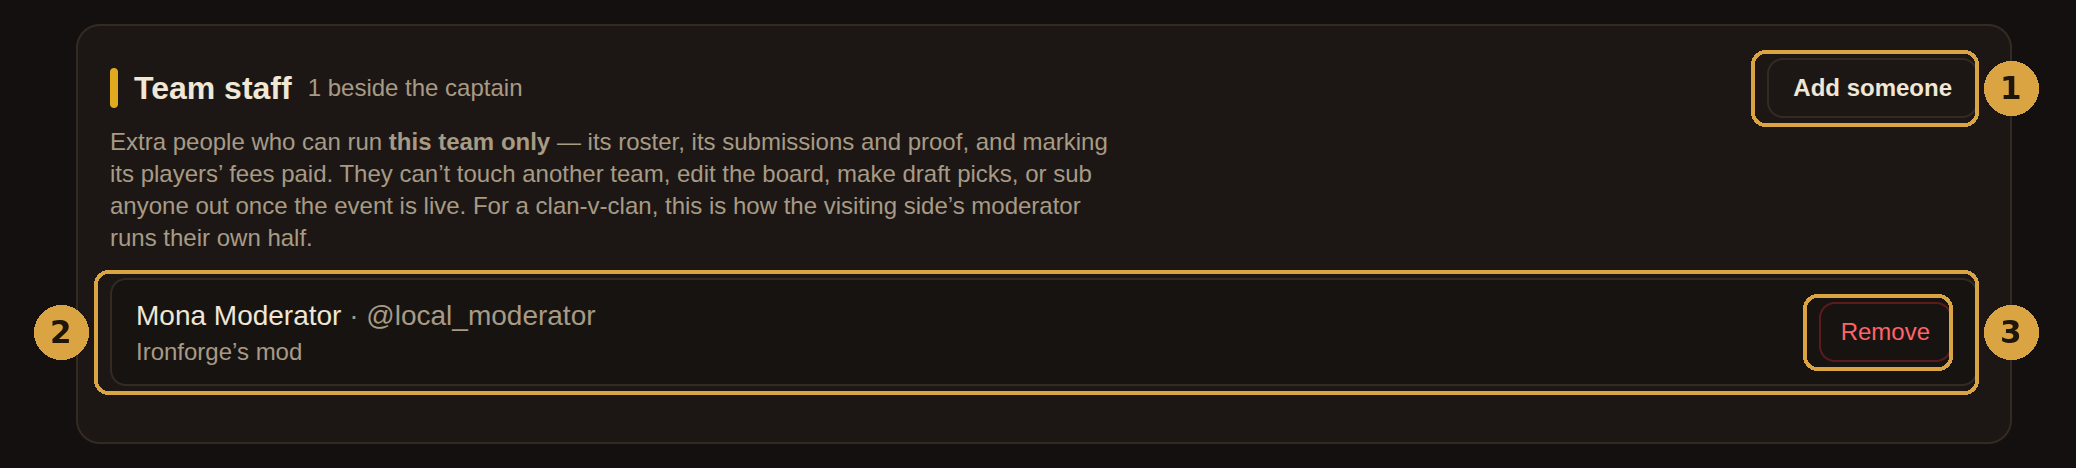 Team staff 1 beside the captain
Add someone
1
Extra people who can run this team only — its roster, its submissions and proof, and marking
its players’ fees paid. They can’t touch another team, edit the board, make draft picks, or sub
anyone out once the event is live. For a clan-v-clan, this is how the visiting side’s moderator
runs their own half.
2
Mona Moderator · @local_moderator
Ironforge’s mod
Remove
3